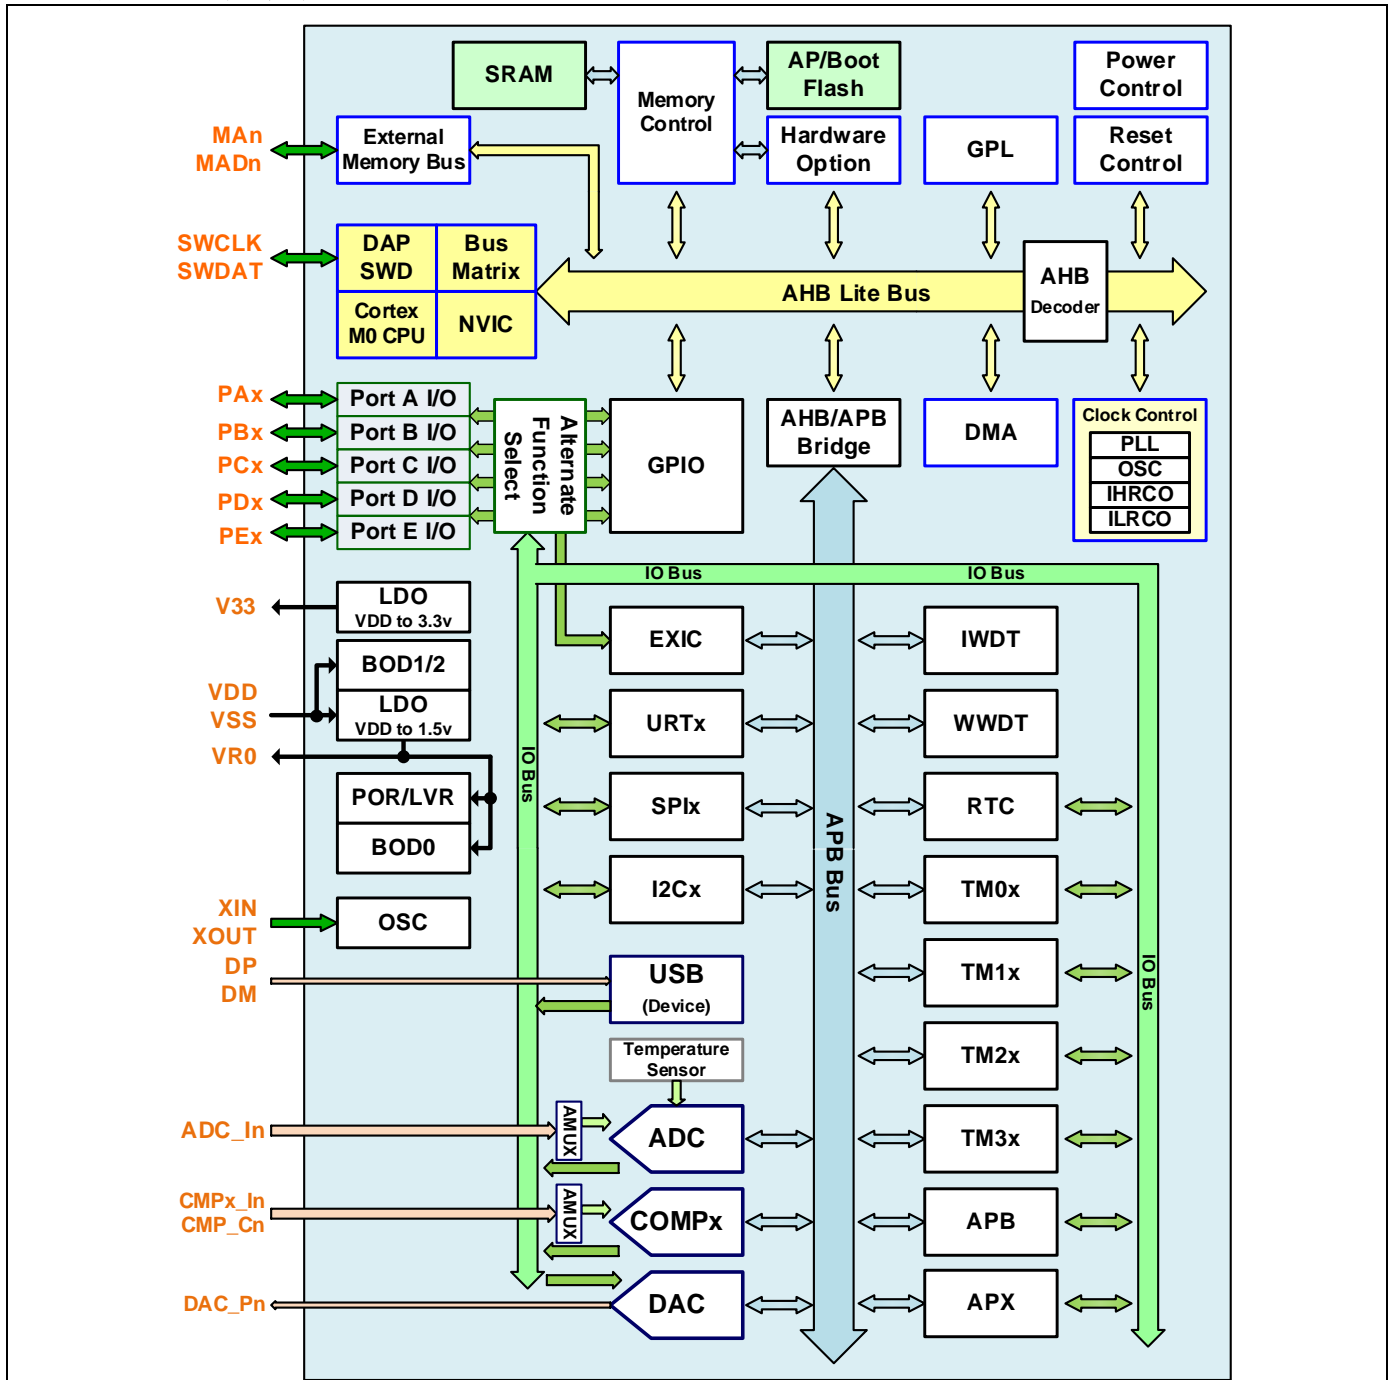 SRAM
Memory
Control
AP/Boot
Flash
Power
Control
MAn
MADn
External
Memory Bus
Hardware
Option
GPL
Reset
Control
SWCLK
SWDAT
DAP
SWD
Bus
Matrix
Cortex
M0 CPU
NVIC
AHB Lite Bus
AHB
Decoder
PAx
PBx
PCx
PDx
PEx
Port A I/O
Port B I/O
Port C I/O
Port D I/O
Port E I/O
Alternate
Function
Select
GPIO
AHB/APB
Bridge
DMA
Clock Control
PLL
OSC
IHRCO
ILRCO
IO Bus
IO Bus
V33
LDO
VDD to 3.3v
EXIC
IWDT
BOD1/2
VDD
VSS
LDO
VDD to 1.5v
URTx
WWDT
VR0
IO Bus
POR/LVR
BOD0
SPIx
RTC
APB Bus
I2Cx
TM0x
XIN
XOUT
OSC
DP
DM
USB
(Device)
TM1x
IO Bus
Temperature
Sensor
TM2x
ADC_In
AMUX
ADC
TM3x
CMPx_In
CMP_Cn
AMUX
COMPx
APB
DAC_Pn
DAC
APX